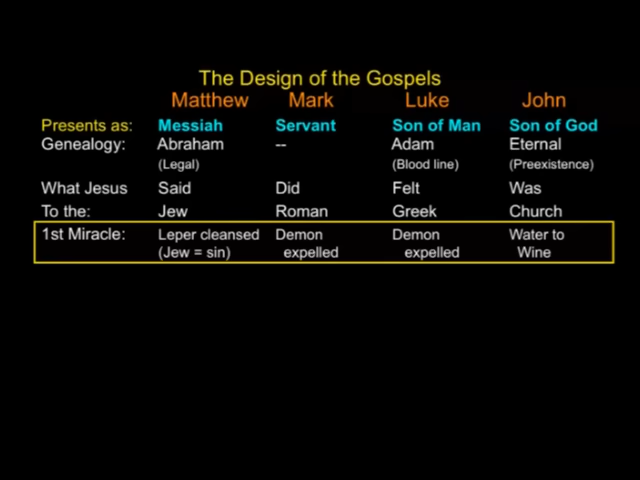 The Design of the Gospels
Matthew Mark Luke John
Presents as: Messiah Servant Son of Man Son of God
Genealogy: Abraham -- Adam Eternal
(Legal) (Blood line) (Preexistence)
What Jesus Said Did Felt Was
To the: Jew Roman Greek Church
1st Miracle: Leper cleansed Demon Demon Water to
(Jew = sin) expelled expelled Wine